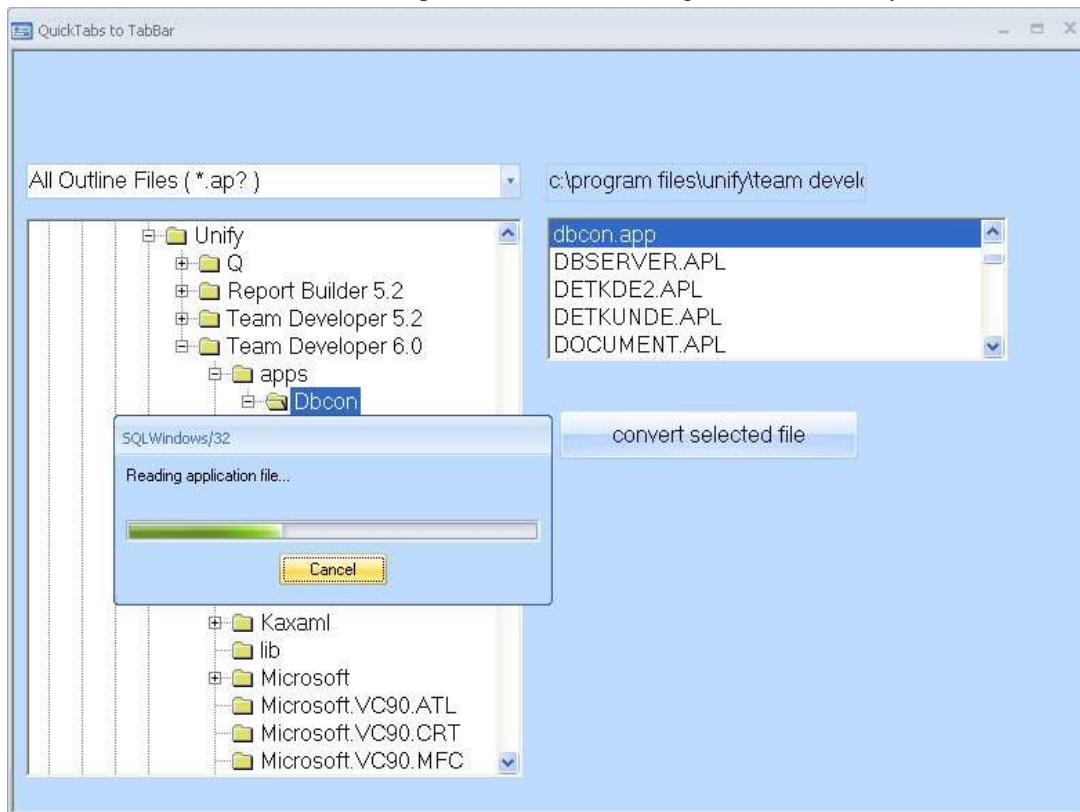 QuickTabs to TabBar
All Outline Files ( *.ap? )
c:\program files\unify\team devel
Unify
Q
Report Builder 5.2
Team Developer 5.2
Team Developer 6.0
apps
Dbcon
dbcon.app
DBSERVER.APL
DETKDE2.APL
DETKUNDE.APL
DOCUMENT.APL
convert selected file
SQLWindows/32
Reading application file...
Cancel
Kaxaml
lib
Microsoft
Microsoft.VC90.ATL
Microsoft.VC90.CRT
Microsoft.VC90.MFC